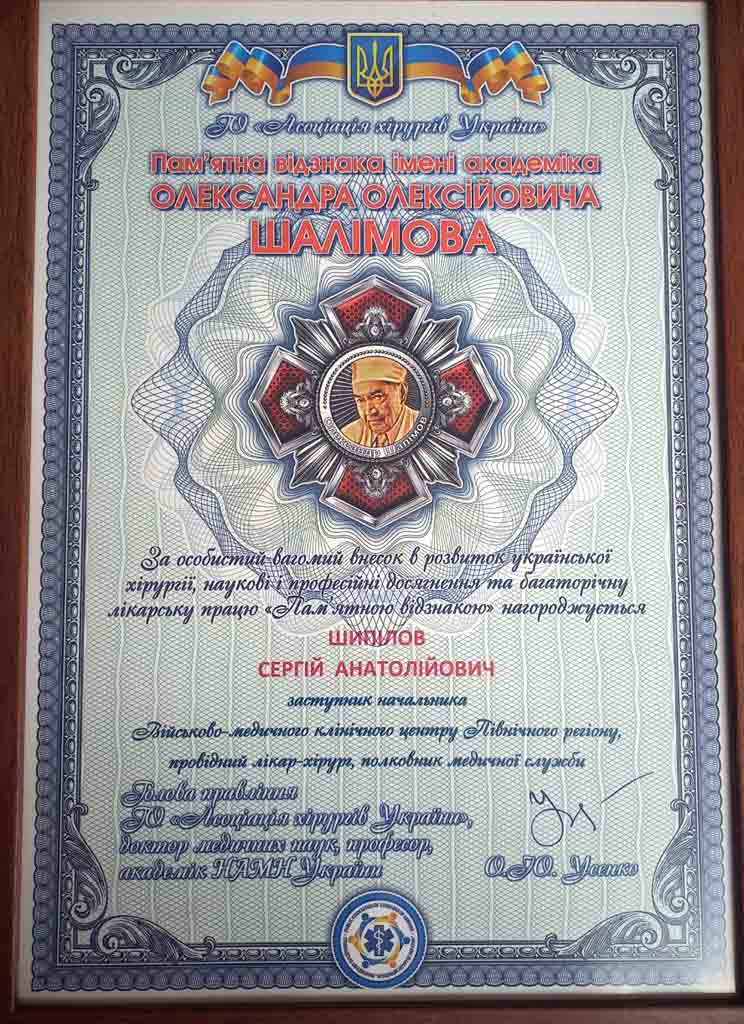 ГО «Асоціація хірургів України»
Пам'ятна відзнака імені академіка
ОЛЕКСАНДРА ОЛЕКСІЙОВИЧА
ШАЛІМОВА
За особистий вагомий внесок в розвиток української
хірургії, наукові і професійні досягнення та багаторічну
лікарську працю «Пам'ятною відзнакою» нагороджується
ШИПІЛОВ
СЕРГІЙ АНАТОЛІЙОВИЧ
заступник начальника
Військово-медичного клінічного центру Північного регіону,
провідний лікар-хірург, полковник медичної служби
Голова правління
ГО «Асоціація хірургів України»,
доктор медичних наук, професор,
академік НАМН України
О.Ю. Усенко